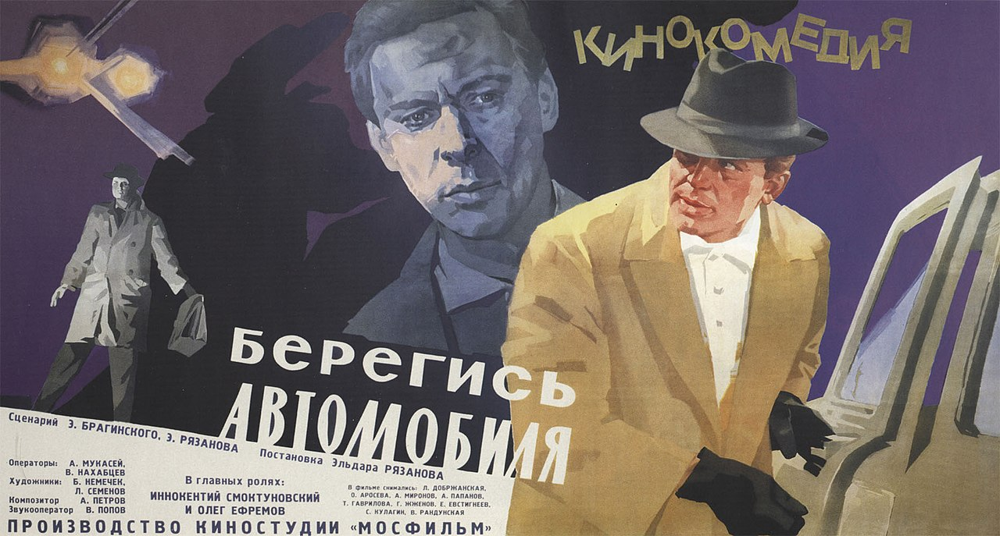 КИНОКОМЕДИЯ
БЕРЕГИСЬ
АВТОМОБИЛЯ
Сценарий Э. БРАГИНСКОГО, Э. РЯЗАНОВА
Постановка Эльдара РЯЗАНОВА
Операторы: А. МУКАСЕЙ,
В. НАХАБЦЕВ
Художники: Б. НЕМЕЧЕК,
Л. СЕМЕНОВ
Композитор А. ПЕТРОВ
Звукооператор В. ПОПОВ
В главных ролях:
ИННОКЕНТИЙ СМОКТУНОВСКИЙ
И ОЛЕГ ЕФРЕМОВ
В фильме снимались: Л. ДОБРЖАНСКАЯ,
О. АРОСЕВА, А. МИРОНОВ, А. ПАПАНОВ,
Т. ГАВРИЛОВА, Г. ЖЖЕНОВ, Е. ЕВСТИГНЕЕВ,
С. КУЛАГИН, В. РАНДУНСКАЯ
ПРОИЗВОДСТВО КИНОСТУДИИ «МОСФИЛЬМ»